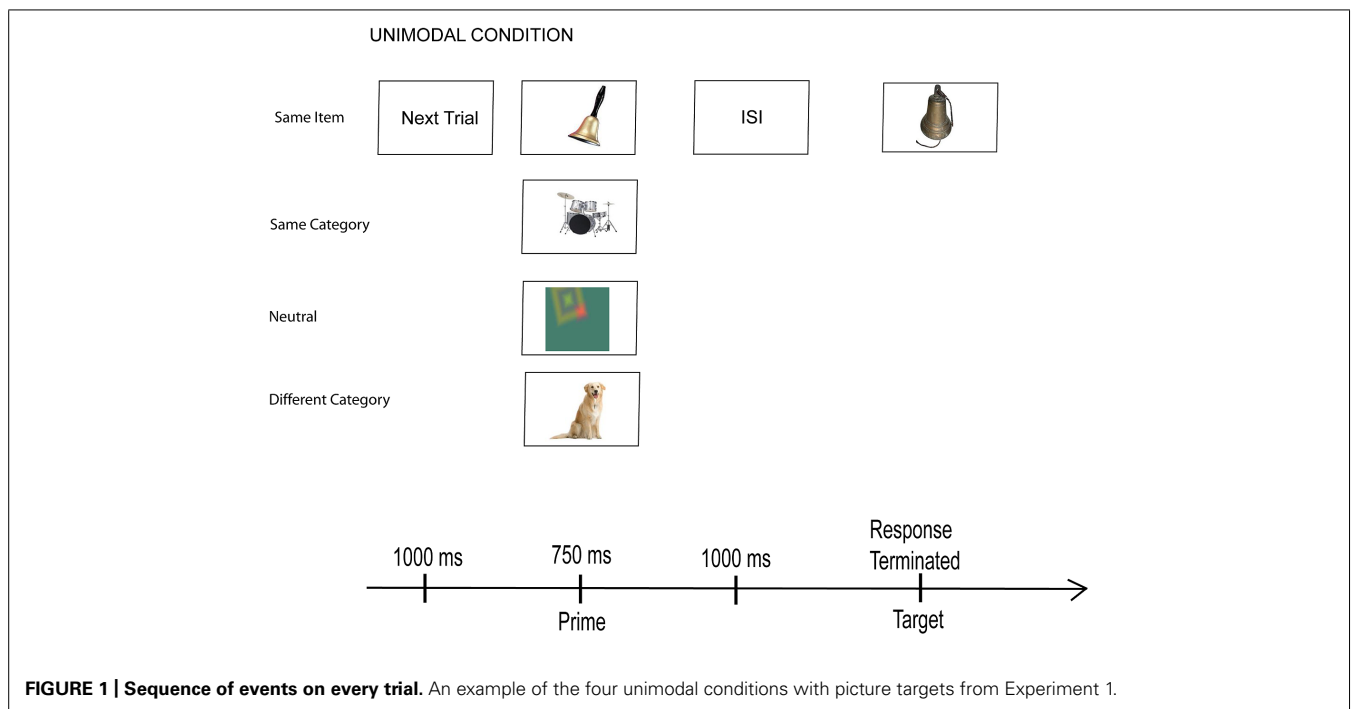 UNIMODAL CONDITION
Same Item
Next Trial
ISI
Same Category
Neutral
Different Category
1000 ms
750 ms
1000 ms
Response
Terminated
Prime
Target
FIGURE 1 | Sequence of events on every trial. An example of the four unimodal conditions with picture targets from Experiment 1.